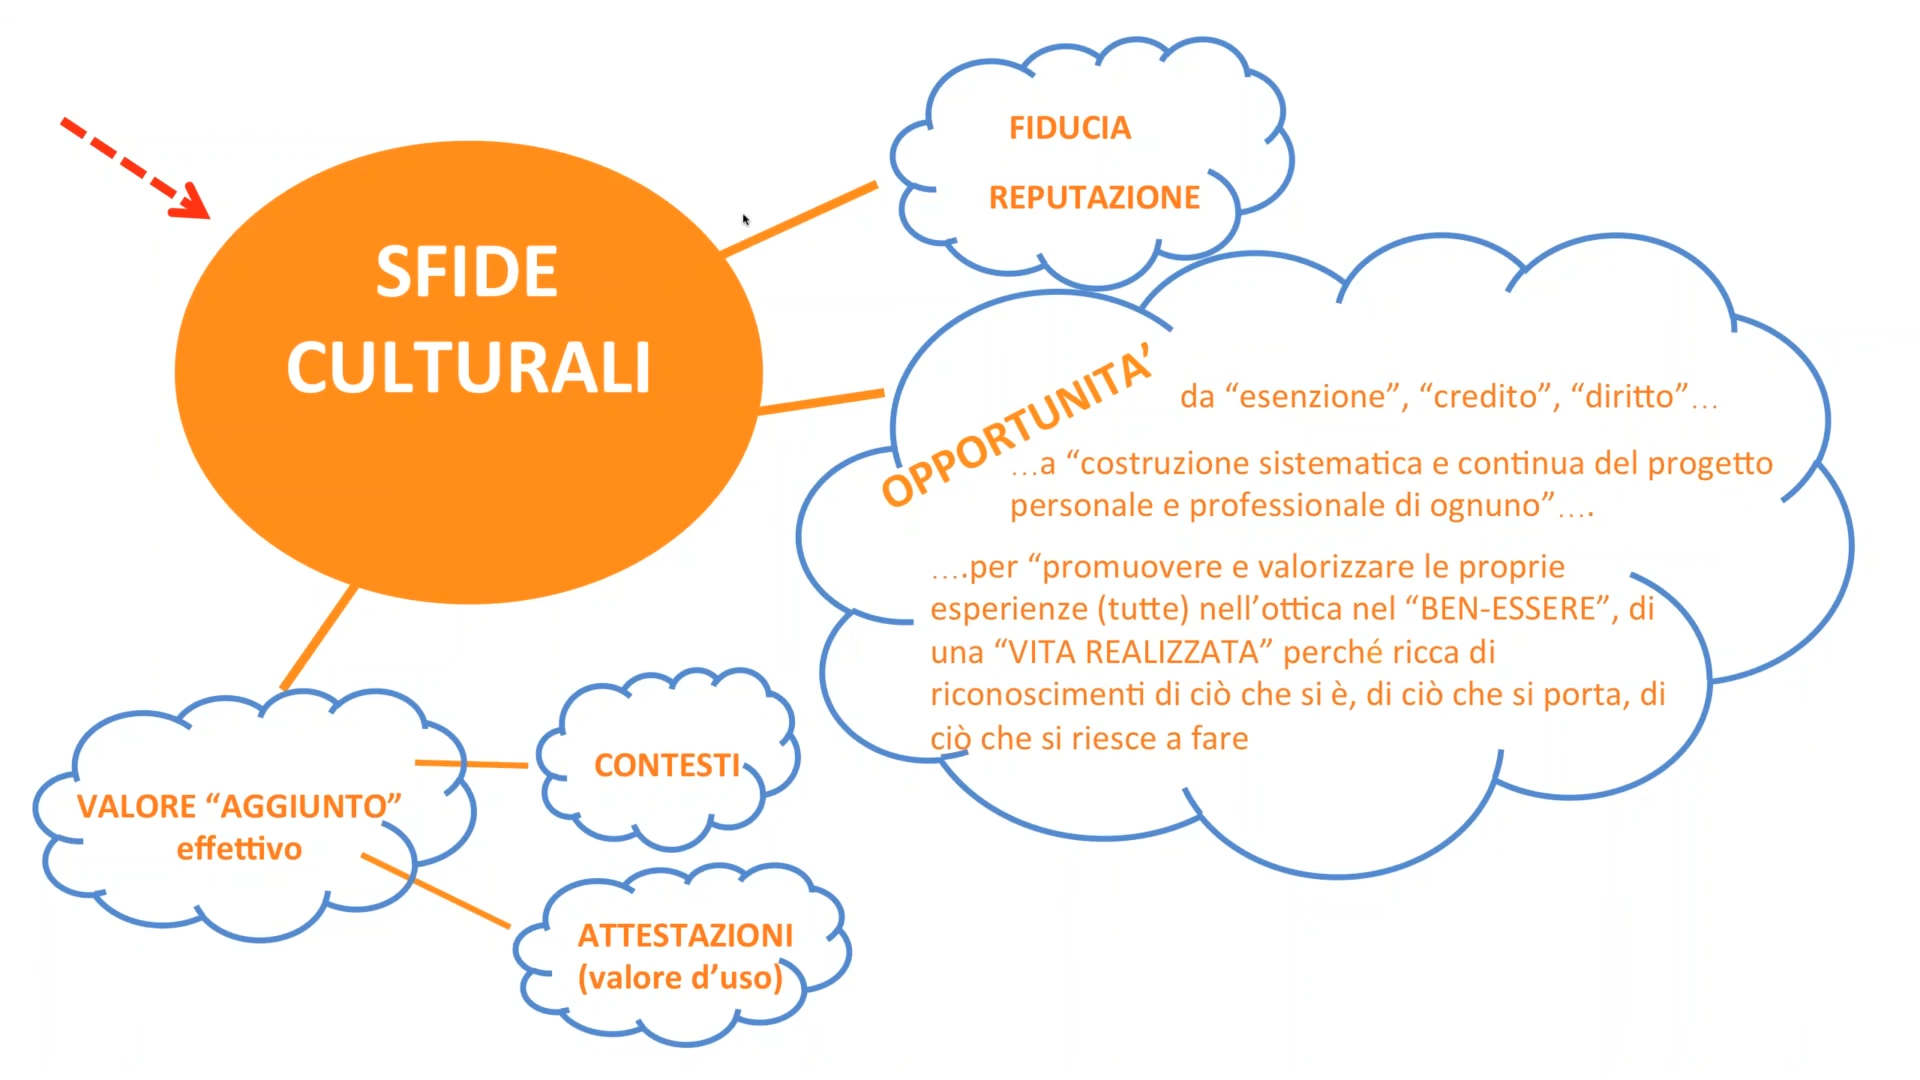 SFIDE
CULTURALI
FIDUCIA
REPUTAZIONE
OPPORTUNITA’
da “esenzione”, “credito”, “diritto”...
...a “costruzione sistematica e continua del progetto
personale e professionale di ognuno”....
....per “promuovere e valorizzare le proprie
esperienze (tutte) nell’ottica nel “BEN-ESSERE”, di
una “VITA REALIZZATA” perché ricca di
riconoscimenti di ciò che si è, di ciò che si porta, di
ciò che si riesce a fare
VALORE “AGGIUNTO”
effettivo
CONTESTI
ATTESTAZIONI
(valore d’uso)